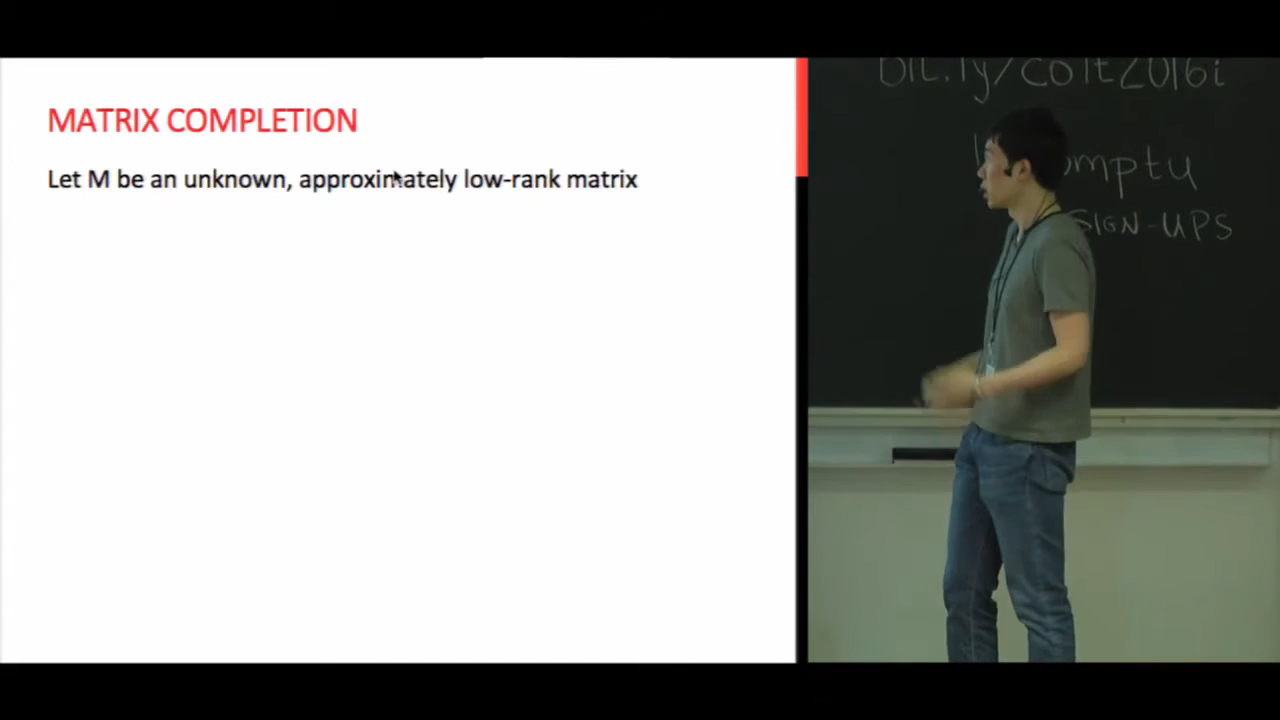 MATRIX COMPLETION
Let M be an unknown, approximately low-rank matrix
bit.ly/colt2016i
SIGN-UPS